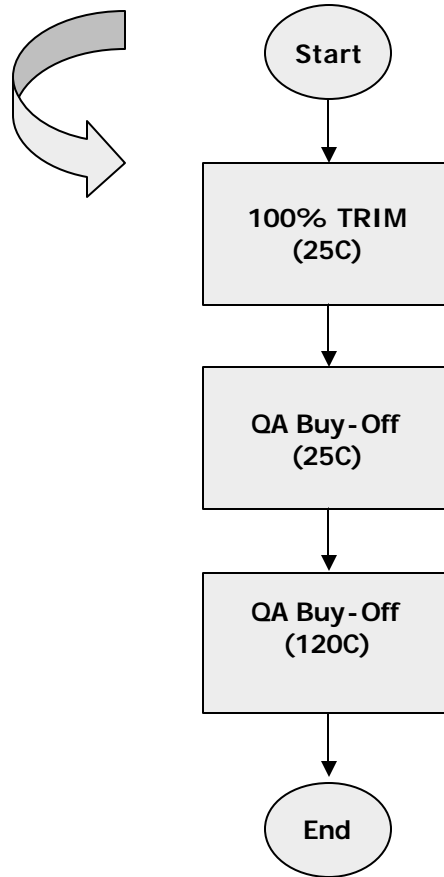 Start
100% TRIM
(25C)
QA Buy-Off
(25C)
QA Buy-Off
(120C)
End